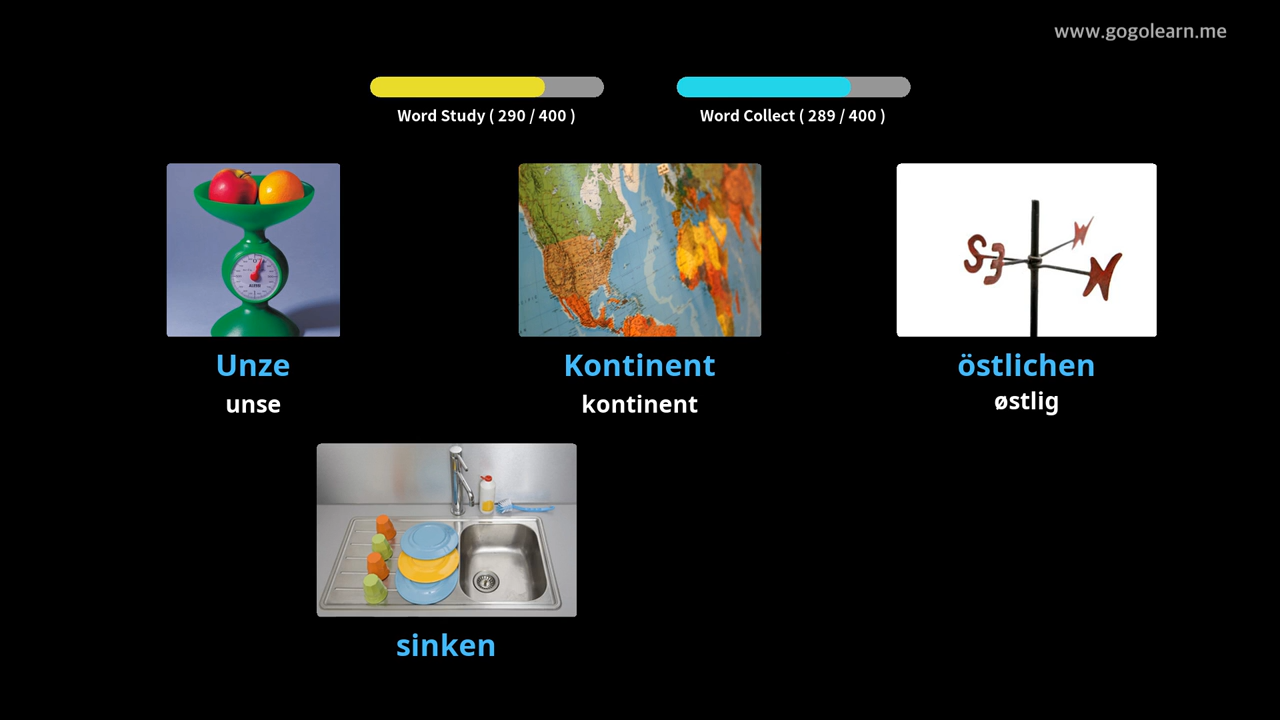 www.gogolearn.me
Word Study ( 290 / 400 )
Word Collect ( 289 / 400 )
Unze
unse
Kontinent
kontinent
östlichen
østlig
sinken